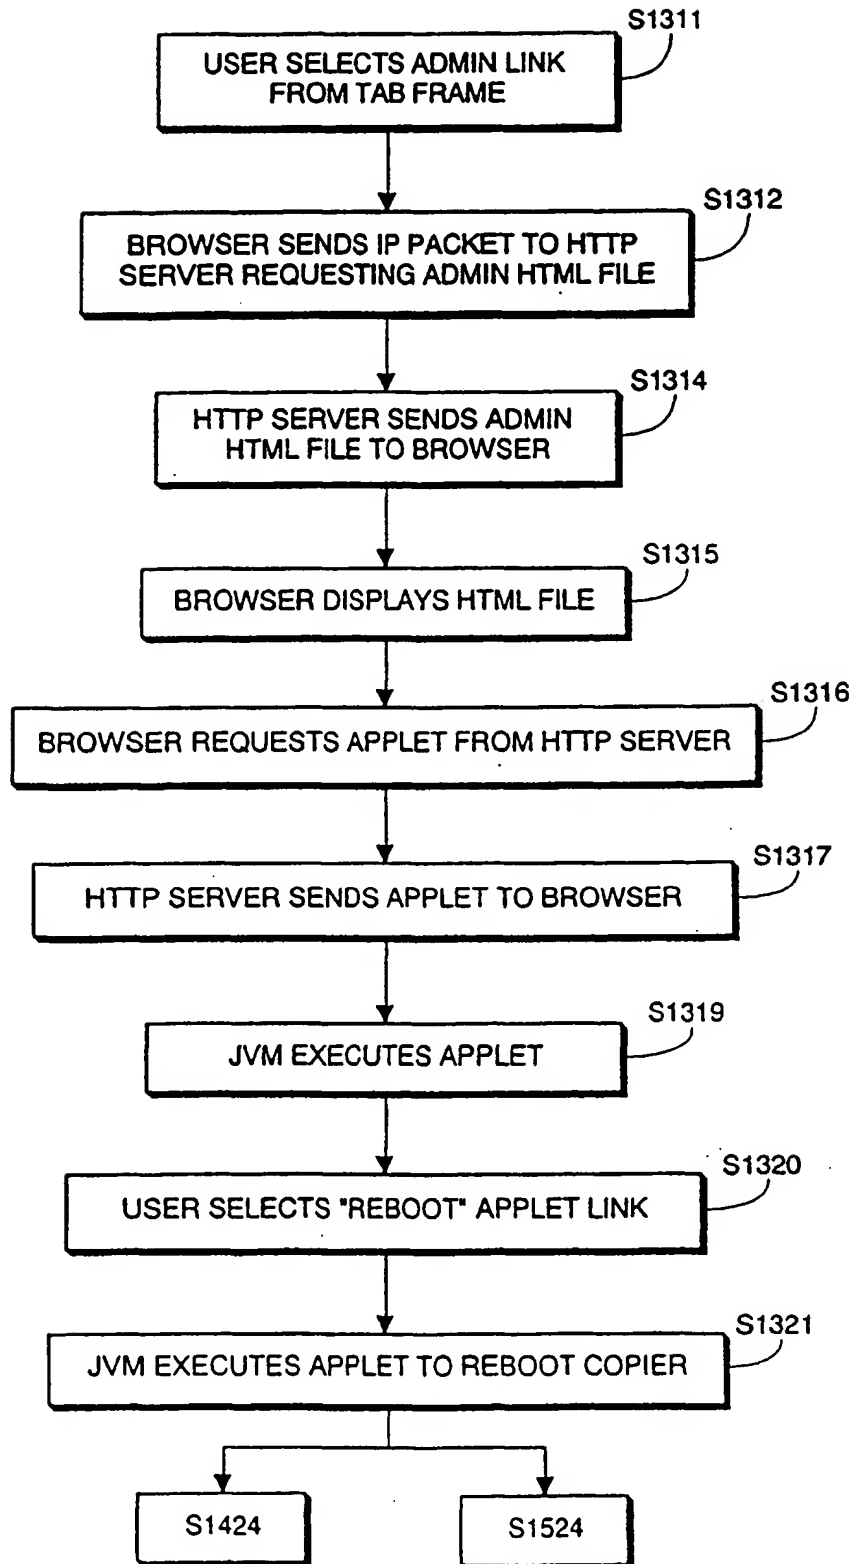 S1311
USER SELECTS ADMIN LINK
FROM TAB FRAME
S1312
BROWSER SENDS IP PACKET TO HTTP
SERVER REQUESTING ADMIN HTML FILE
S1314
HTTP SERVER SENDS ADMIN
HTML FILE TO BROWSER
S1315
BROWSER DISPLAYS HTML FILE
S1316
BROWSER REQUESTS APPLET FROM HTTP SERVER
S1317
HTTP SERVER SENDS APPLET TO BROWSER
S1319
JVM EXECUTES APPLET
S1320
USER SELECTS "REBOOT" APPLET LINK
S1321
JVM EXECUTES APPLET TO REBOOT COPIER
S1424
S1524